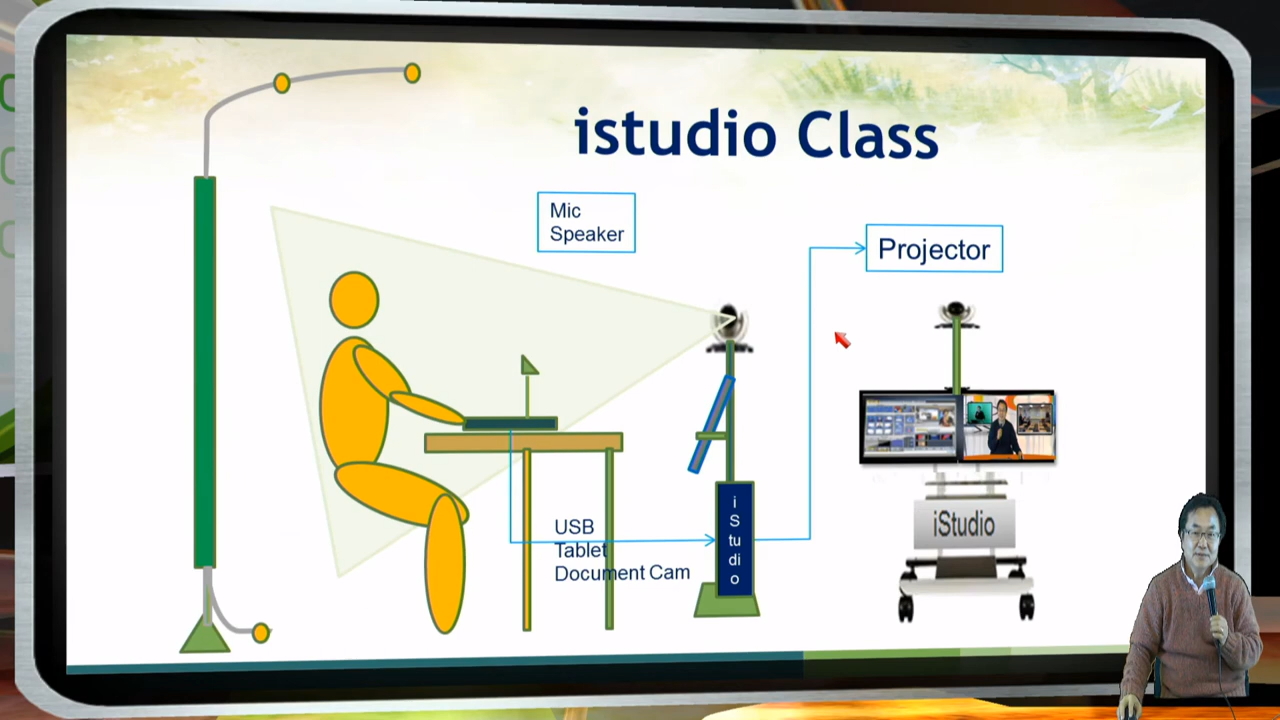 istudio Class
Mic
Speaker
Projector
USB
Tablet
Document Cam
i
S
tu
di
o
iStudio